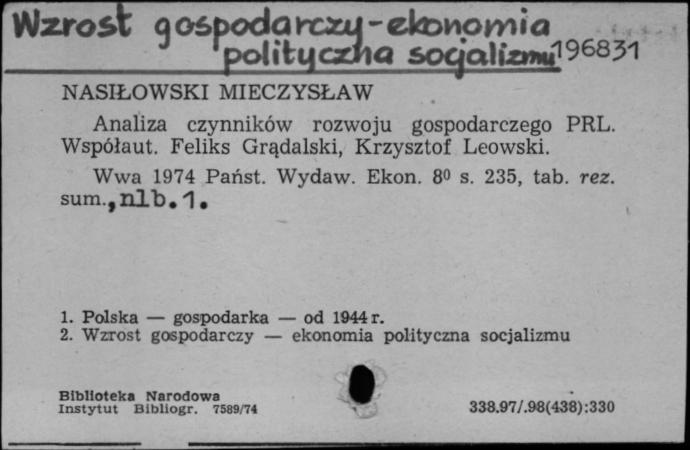 Wzrost gospodarczy-ekonomia
polityczna socjalizmu 196831
NASIŁOWSKI MIECZYSŁAW
Analiza czynników rozwoju gospodarczego PRL.
Współaut. Feliks Grądalski, Krzysztof Leowski.
Wwa 1974 Państ. Wydaw. Ekon. 8⁰ s. 235, tab. rez.
sum., nlb. 1.
1. Polska — gospodarka — od 1944 r.
2. Wzrost gospodarczy — ekonomia polityczna socjalizmu
Biblioteka Narodowa
Instytut Bibliogr. 7589/74 338.97/.98(438):330